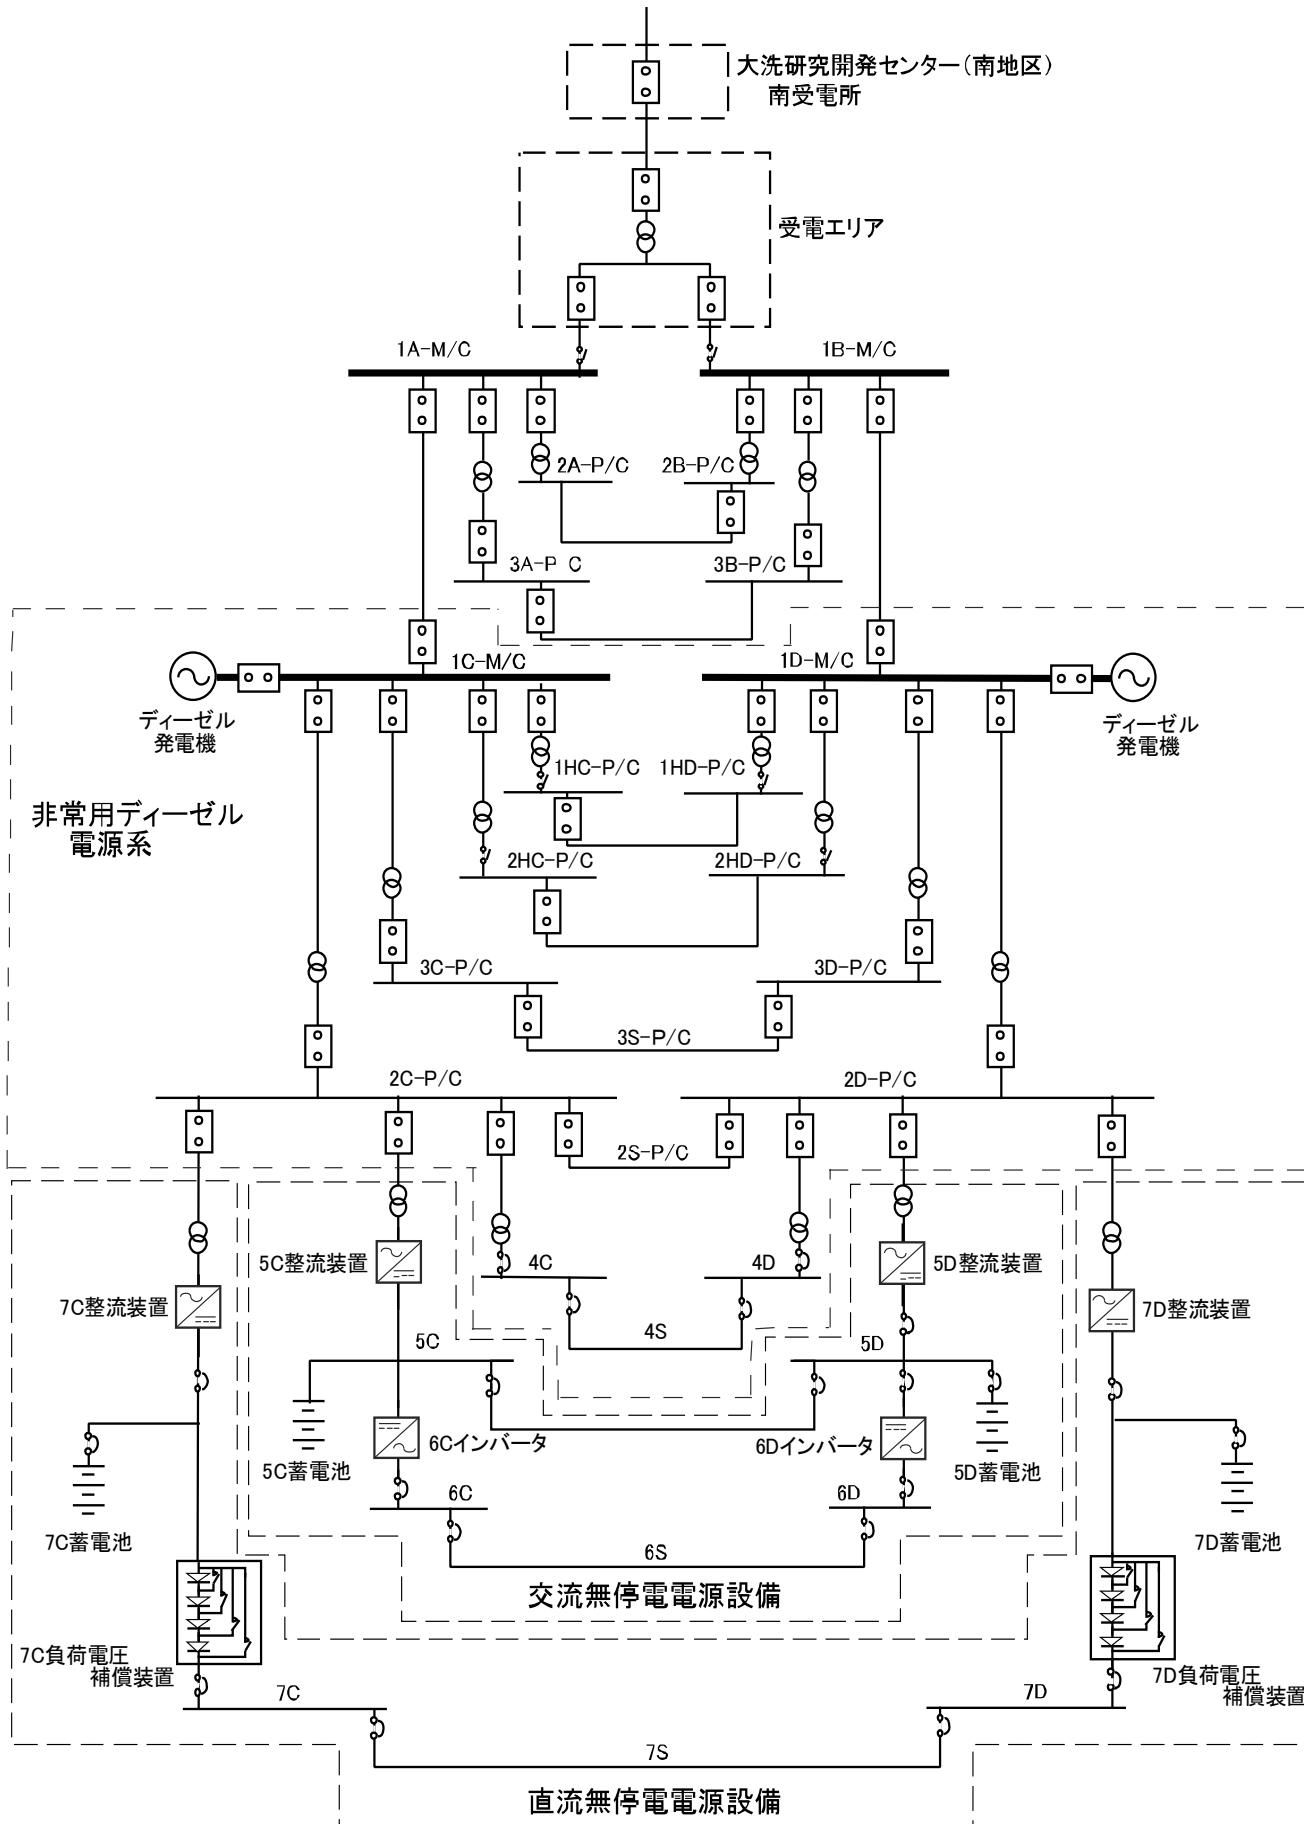 大洗研究開発センター(南地区)
南受電所
受電エリア
1A-M/C
1B-M/C
2A-P/C
2B-P/C
3A-P C
3B-P/C
1C-M/C
1D-M/C
ディーゼル
発電機
ディーゼル
発電機
1HC-P/C
1HD-P/C
非常用ディーゼル
電源系
2HC-P/C
2HD-P/C
3C-P/C
3D-P/C
3S-P/C
2C-P/C
2D-P/C
2S-P/C
5C整流装置
4C
4D
5D整流装置
7C整流装置
7D整流装置
4S
5C
5D
6Cインバータ
6Dインバータ
5C蓄電池
5D蓄電池
6C
6D
7C蓄電池
7D蓄電池
6S
交流無停電電源設備
7C負荷電圧
補償装置
7D負荷電圧
補償装置
7C
7D
7S
直流無停電電源設備